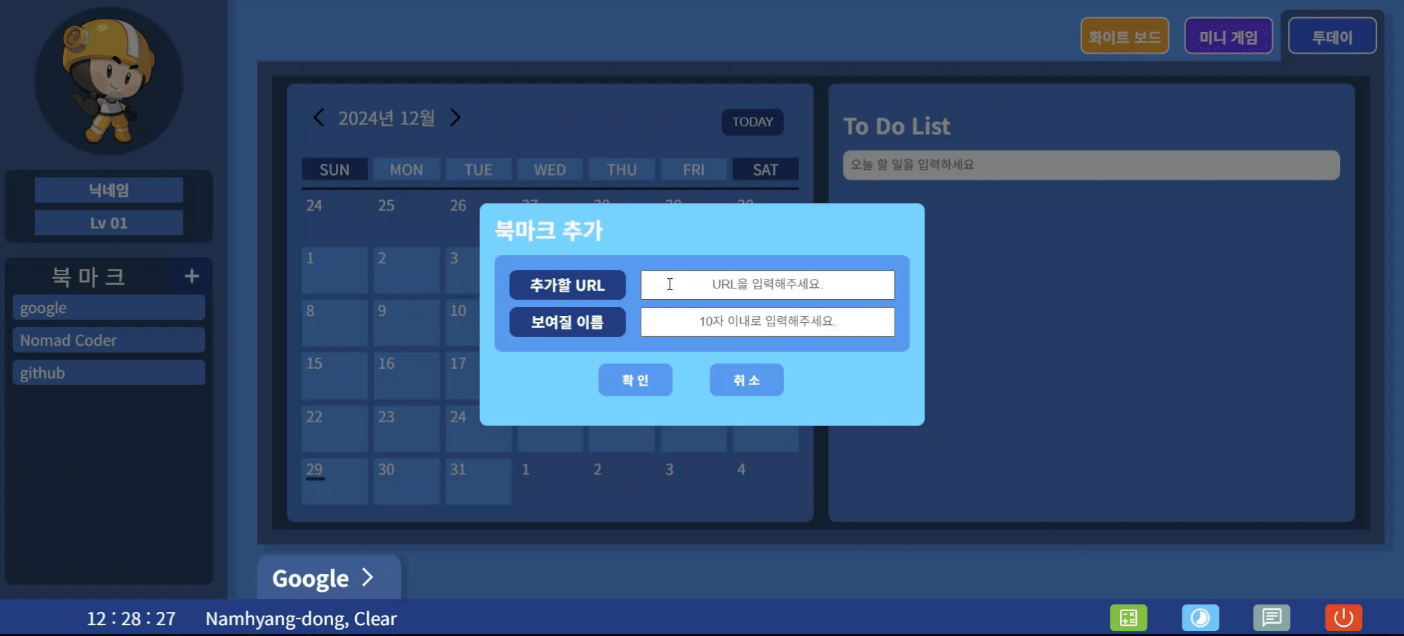 화이트 보드 미니 게임 투데이
닉네임
Lv 01
북 마 크 +
google
Nomad Coder
github
2024년 12월
TODAY
SUN MON TUE WED THU FRI SAT
24 25 26 27 28 29 30
1 2 3
8 9 10
15 16 17
22 23 24
29 30 31 1 2 3 4
To Do List
오늘 할 일을 입력하세요
북마크 추가
추가할 URL URL을 입력해주세요.
보여질 이름 10자 이내로 입력해주세요.
확 인 취 소
Google
12 : 28 : 27 Namhyang-dong, Clear